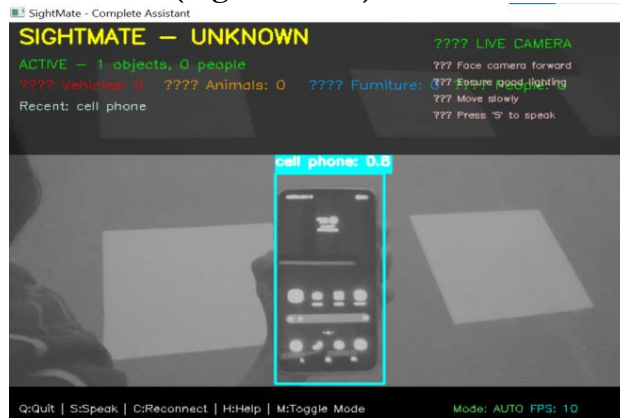 SightMate - Complete Assistant
SIGHTMATE — UNKNOWN
ACTIVE — 1 objects, 0 people
???? Vehicles: 0 ???? Animals: 0 ???? Furniture: 0 ???? People: 0
Recent: cell phone
???? LIVE CAMERA
??? Face camera forward
??? Ensure good lighting
??? Move slowly
??? Press 'S' to speak
cell phone: 0.8
Q:Quit | S:Speak | C:Reconnect | H:Help | M:Toggle Mode
Mode: AUTO FPS: 10